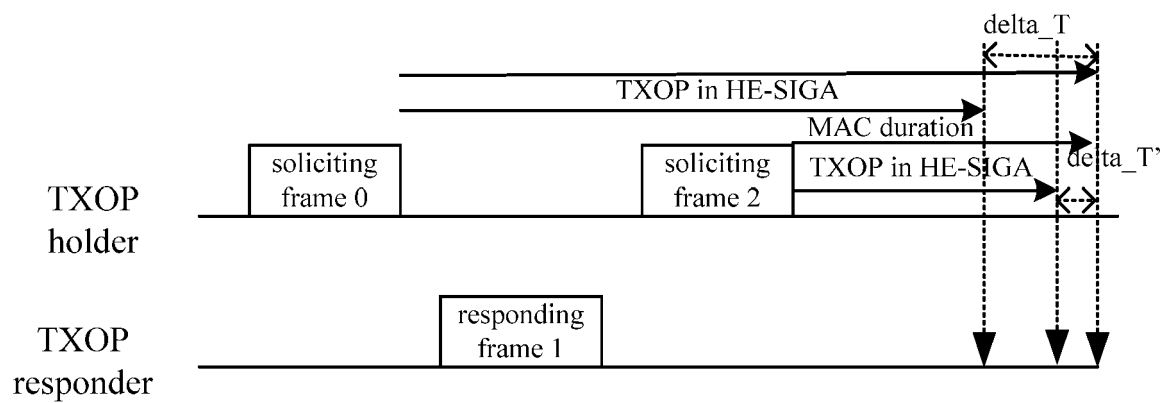 delta_T
TXOP in HE-SIGA
MAC duration
delta_T’
TXOP in HE-SIGA
soliciting
frame 0
soliciting
frame 2
TXOP
holder
responding
frame 1
TXOP
responder